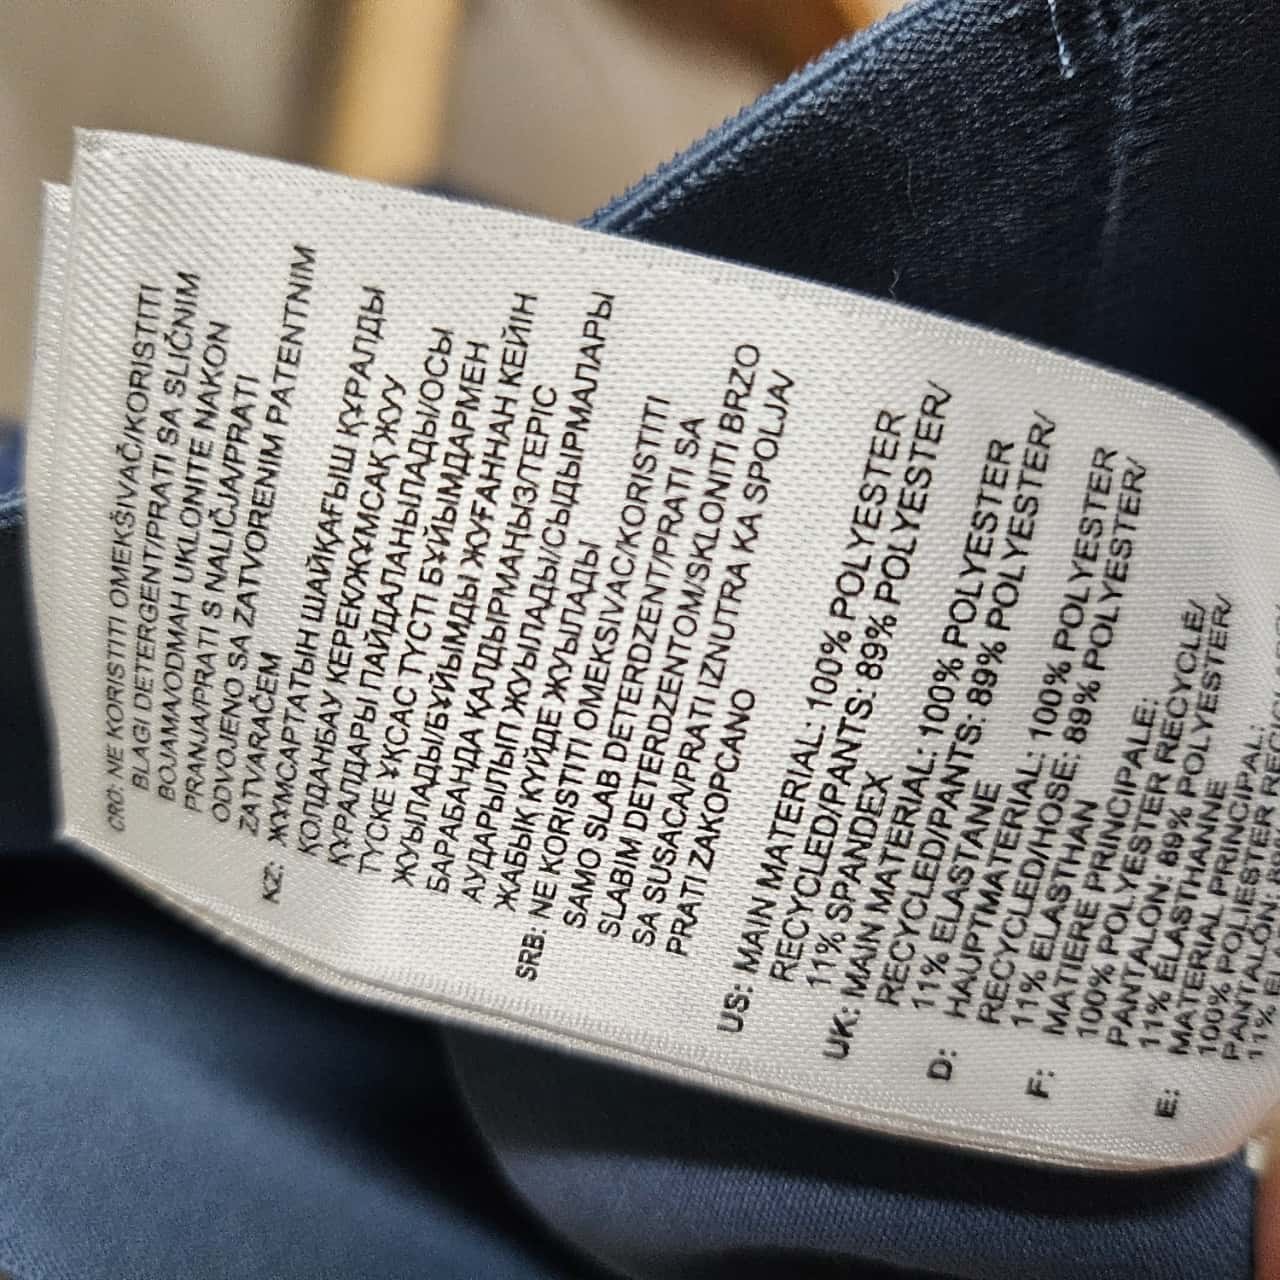 CRO: NE KORISTITI OMEKŠIVAČ/KORISTITI
BLAGI DETERGENT/PRATI SA SLIČNIM
BOJAMA/ODMAH UKLONITE NAKON
PRANJA/PRATI S NALIČJA/PRATI
ODVOJENO SA ZATVORENIM PATENTNIM
ZATVARAČEM
KZ: ЖҰМСАРТАТЫН ШАЙҚАҒЫШ ҚҰРАЛДЫ
ҚОЛДАНБАУ КЕРЕК/ЖҰМСАҚ ЖУУ
ҚҰРАЛДАРЫ ПАЙДАЛАНЫЛАДЫ/ОСЫ
ТҮСКЕ ҰҚСАС ТҮСТІ БҰЙЫМДАРМЕН
ЖУЫЛАДЫ/БҰЙЫМДЫ ЖУҒАННАН КЕЙІН
БАРАБАНДА ҚАЛДЫРМАҢЫЗ/ТЕРІС
АУДАРЫЛЫП ЖУЫЛАДЫ/СЫДЫРМАЛАРЫ
ЖАБЫК КҮЙДЕ ЖУЫЛАДЫ
SRB: NE KORISTITI OMEKSIVAC/KORISTITI
SAMO SLAB DETERDZENT/PRATI SA
SLABIM DETERDZENTOM/SKLONITI BRZO
SA SUSACA/PRATI IZNUTRA KA SPOLJA/
PRATI ZAKOPCANO
US: MAIN MATERIAL: 100% POLYESTER
RECYCLED/PANTS: 89% POLYESTER/
11% SPANDEX
UK: MAIN MATERIAL: 100% POLYESTER
RECYCLED/PANTS: 89% POLYESTER/
11% ELASTANE
D: HAUPTMATERIAL: 100% POLYESTER
RECYCLED/HOSE: 89% POLYESTER/
11% ELASTHAN
F: MATIERE PRINCIPALE:
100% POLYESTER RECYCLÉ/
PANTALON: 89% POLYESTER/
11% ÉLASTHANNE
E: MATERIAL PRINCIPAL:
100% POLIESTER
PANTALÓN:
11%